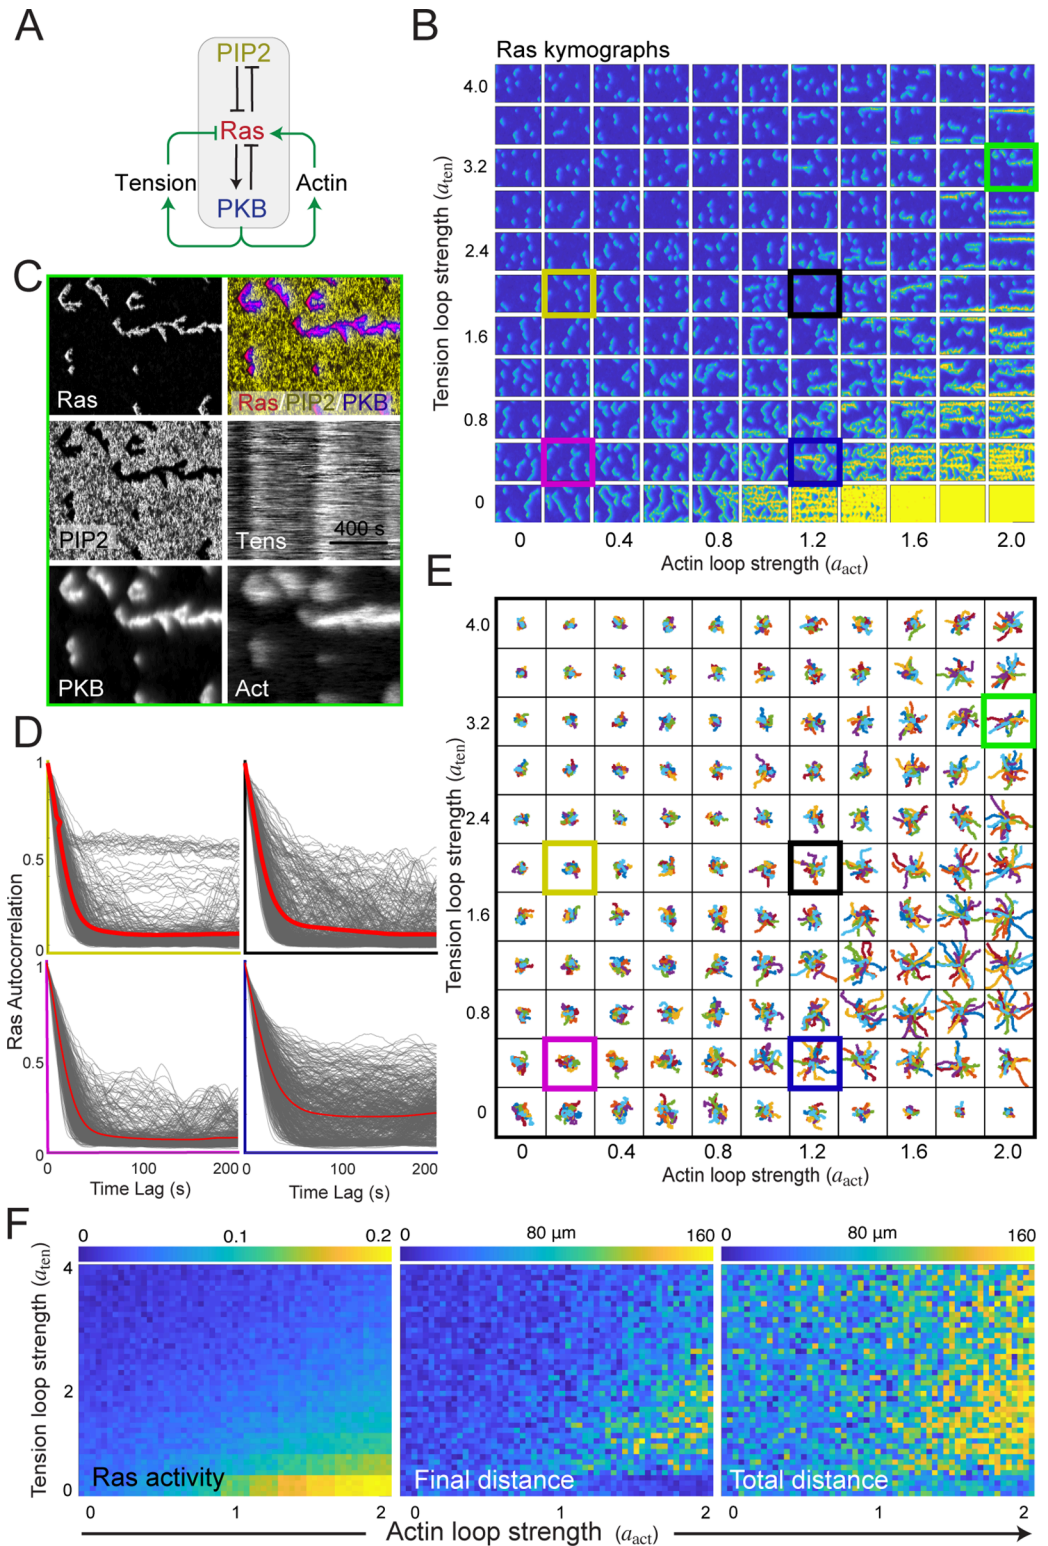 A
PIP2
Ras
Tension
Actin
PKB
B
Ras kymographs
4.0
3.2
2.4
1.6
0.8
0
Tension loop strength (aten)
0
0.4
1.2
1.6
2.0
Actin loop strength (aact)
C
Ras
Ras/PIP2/PKB
PIP2
Tens
400 s
PKB
Act
D
1
0.5
0
1
0.5
0
Ras Autocorrelation
0
100
200
0
100
200
Time Lag (s)
Time Lag (s)
E
4.0
3.2
2.4
1.6
0.8
0
Tension loop strength (aten)
0
0.4
0.8
1.2
1.6
2.0
Actin loop strength (aact)
F
0
0.1
0.2
0
80 µm
160
0
80 µm
160
4
2
0
Tension loop strength (aten)
Ras activity
Final distance
Total distance
0
1
2
0
1
2
0
1
2
Actin loop strength (aact)